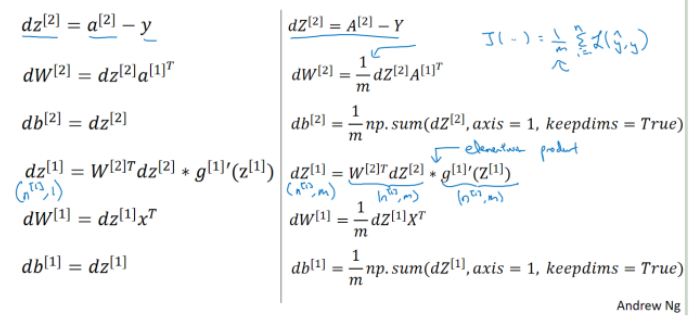 dz^[2] = a^[2] − y
dZ^[2] = A^[2] − Y
J(-) = 1/m Σ_{i=1}^{n} ℒ(ŷ, y)
dW^[2] = dz^[2]a^[1]^T
dW^[2] = 1/m dZ^[2]A^[1]^T
db^[2] = dz^[2]
db^[2] = 1/m np.sum(dZ^[2], axis = 1, keepdims = True)
elementwise product
dz^[1] = W^[2]T dz^[2] * g^[1]′(z^[1])
(n^[1], 1)
dZ^[1] = W^[2]T dZ^[2] * g^[1]′(Z^[1])
(n^[1], m) (n^[1], m) (n^[1], m)
dW^[1] = dz^[1]x^T
dW^[1] = 1/m dZ^[1]X^T
db^[1] = dz^[1]
db^[1] = 1/m np.sum(dZ^[1], axis = 1, keepdims = True)
Andrew Ng